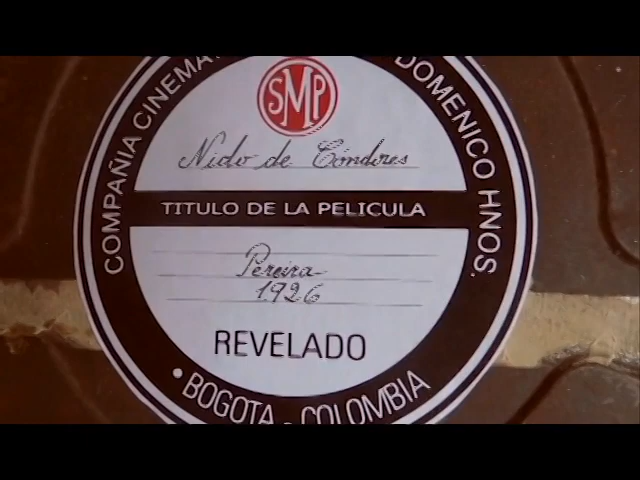 COMPAÑIA CINEMA
DOMENICO HNOS.
SMP
Nido de Cóndores
TITULO DE LA PELICULA
Pereira
1926
REVELADO
• BOGOTA - COLOMBIA